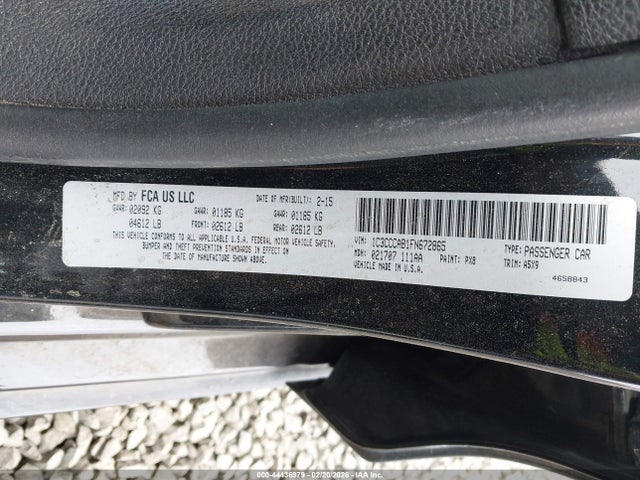 MFD BY FCA US LLC DATE OF MFR(BUILT): 2-15
GVWR: 02092 KG GAWR: 01185 KG GAWR: 01185 KG
04612 LB FRONT: 02612 LB REAR: 02612 LB
THIS VEHICLE CONFORMS TO ALL APPLICABLE U.S.A. FEDERAL MOTOR VEHICLE SAFETY,
BUMPER AND THEFT PREVENTION STANDARDS IN EFFECT ON
THE DATE OF MANUFACTURE SHOWN ABOVE.
VIN: 1C3CCCAB1FN672865 TYPE: PASSENGER CAR
MDH: 021707 111AA PAINT: PX8 TRIM: A5X9
VEHICLE MADE IN U.S.A.
4658843
000-44436979 - 02/20/2026 - COPYRIGHT IAA, LLC.